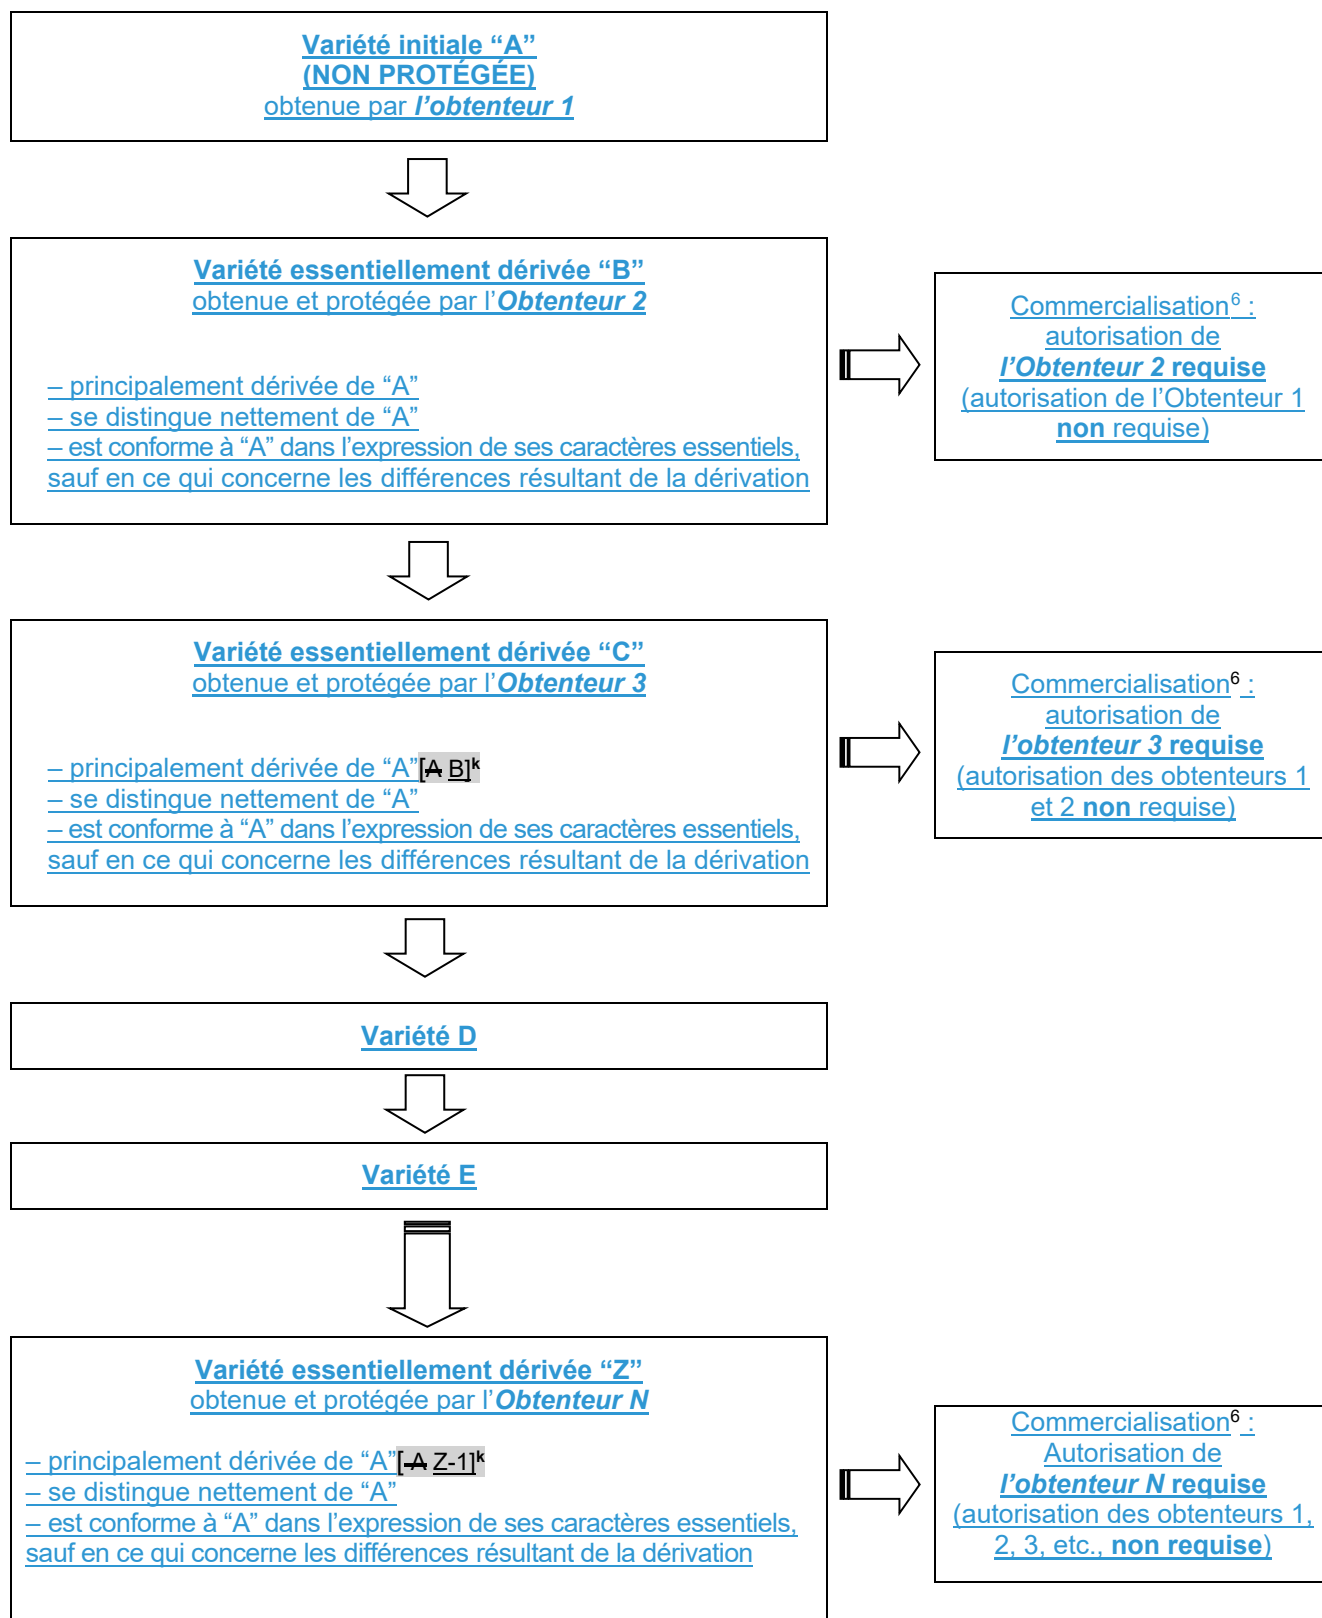 Variété initiale “A”
(NON PROTÉGÉE)
obtenue par l’obtenteur 1
Variété essentiellement dérivée “B”
obtenue et protégée par l’Obtenteur 2
– principalement dérivée de “A”
– se distingue nettement de “A”
– est conforme à “A” dans l’expression de ses caractères essentiels,
sauf en ce qui concerne les différences résultant de la dérivation
Commercialisation6 :
autorisation de
l’Obtenteur 2 requise
(autorisation de l’Obtenteur 1
non requise)
Variété essentiellement dérivée “C”
obtenue et protégée par l’Obtenteur 3
– principalement dérivée de “A”[A B]k
– se distingue nettement de “A”
– est conforme à “A” dans l’expression de ses caractères essentiels,
sauf en ce qui concerne les différences résultant de la dérivation
Commercialisation6 :
autorisation de
l’obtenteur 3 requise
(autorisation des obtenteurs 1
et 2 non requise)
Variété D
Variété E
Variété essentiellement dérivée “Z”
obtenue et protégée par l’Obtenteur N
– principalement dérivée de “A”[ A Z-1]k
– se distingue nettement de “A”
– est conforme à “A” dans l’expression de ses caractères essentiels,
sauf en ce qui concerne les différences résultant de la dérivation
Commercialisation6 :
Autorisation de
l’obtenteur N requise
(autorisation des obtenteurs 1,
2, 3, etc., non requise)